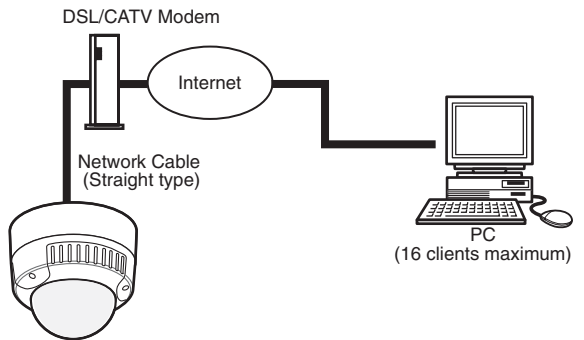 DSL/CATV Modem
Internet
Network Cable
(Straight type)
PC
(16 clients maximum)